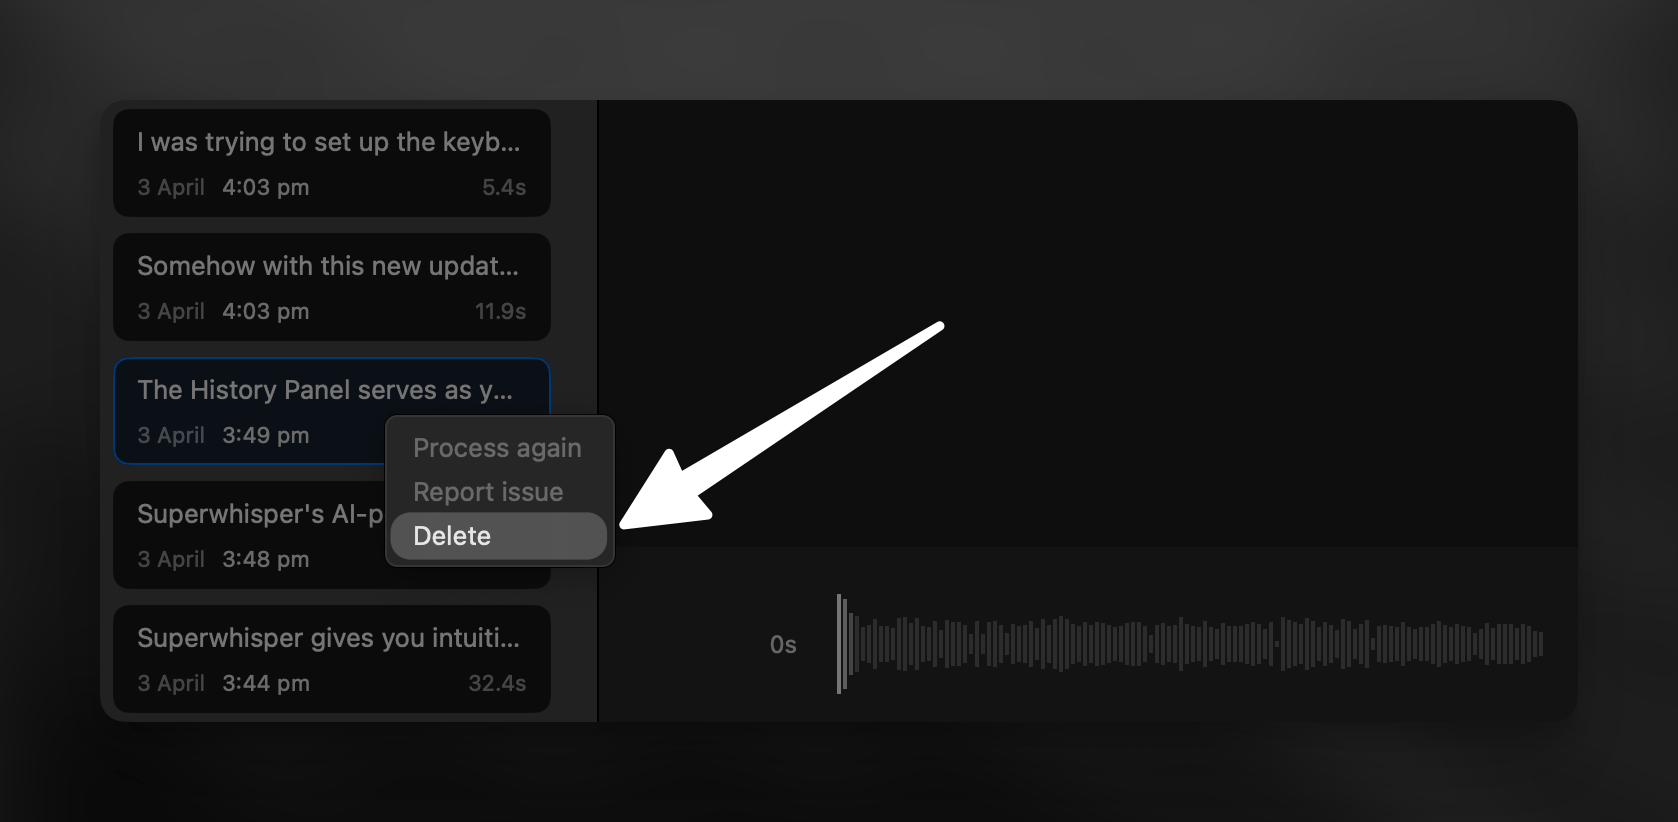 I was trying to set up the keyb...
3 April 4:03 pm 5.4s
Somehow with this new updat...
3 April 4:03 pm 11.9s
The History Panel serves as y...
3 April 3:49 pm
Process again
Report issue
Delete
Superwhisper's AI-p
3 April 3:48 pm
Superwhisper gives you intuiti...
3 April 3:44 pm 32.4s
0s